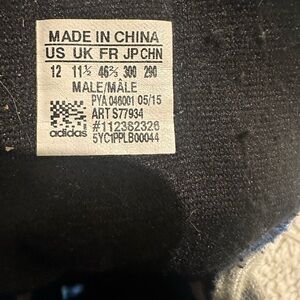 MADE IN CHINA
US UK FR JP CHN
12 11½ 46⅔ 300 290
MALE/MÂLE
PYA 046001 05/15
ART S77934
#112362326
adidas 5YC1PPLB00044